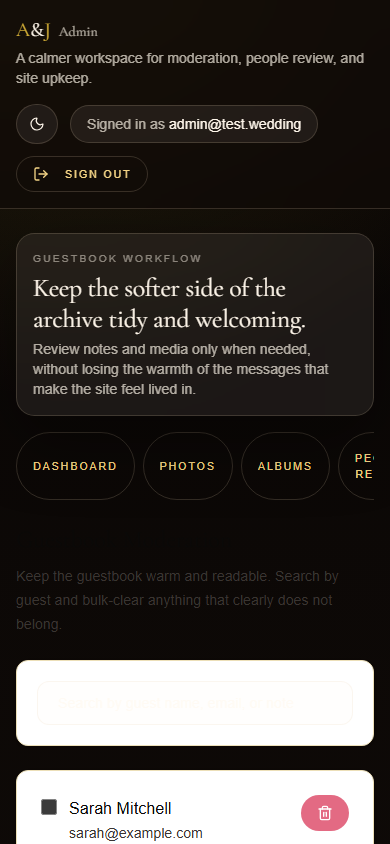 A&J Admin
A calmer workspace for moderation, people review, and
site upkeep.
Signed in as admin@test.wedding
SIGN OUT
GUESTBOOK WORKFLOW
Keep the softer side of the
archive tidy and welcoming.
Review notes and media only when needed,
without losing the warmth of the messages that
make the site feel lived in.
DASHBOARD
PHOTOS
ALBUMS
Keep the guestbook warm and readable. Search by
guest and bulk-clear anything that clearly does not
belong.
Sarah Mitchell
sarah@example.com